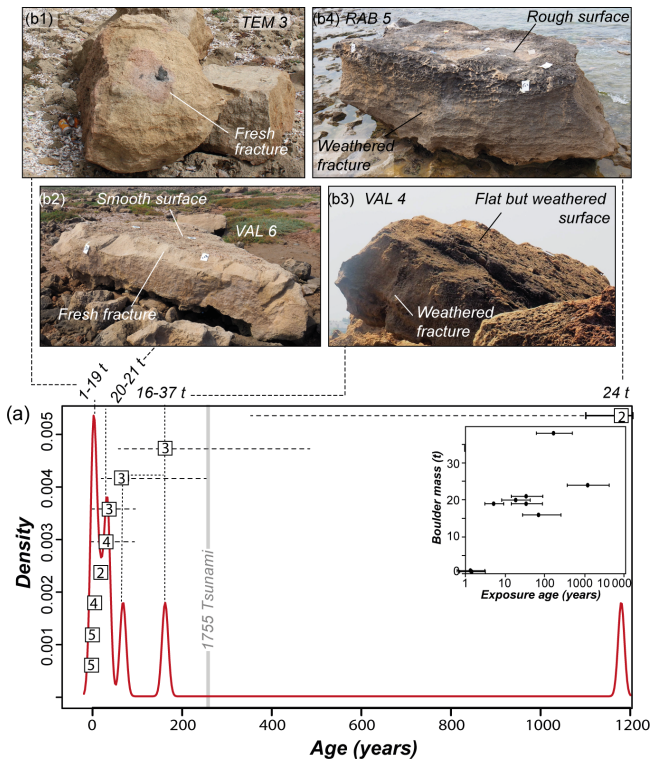 (b1)
TEM 3
Fresh
fracture
(b4) RAB 5
Rough surface
Weathered
fracture
(b2)
Smooth surface
VAL 6
Fresh fracture
(b3)
VAL 4
Flat but weathered
surface
Weathered
fracture
1-19 t
20-21 t
16-37 t
24 t
(a)
Density
0.005
0.004
0.003
0.002
0.001
5
5
4
2
4
3
3
3
2
1755 Tsunami
Boulder mass (t)
30
20
10
0
1 10 100 1000 10000
Exposure age (years)
0 200 400 600 800 1000 1200
Age (years)